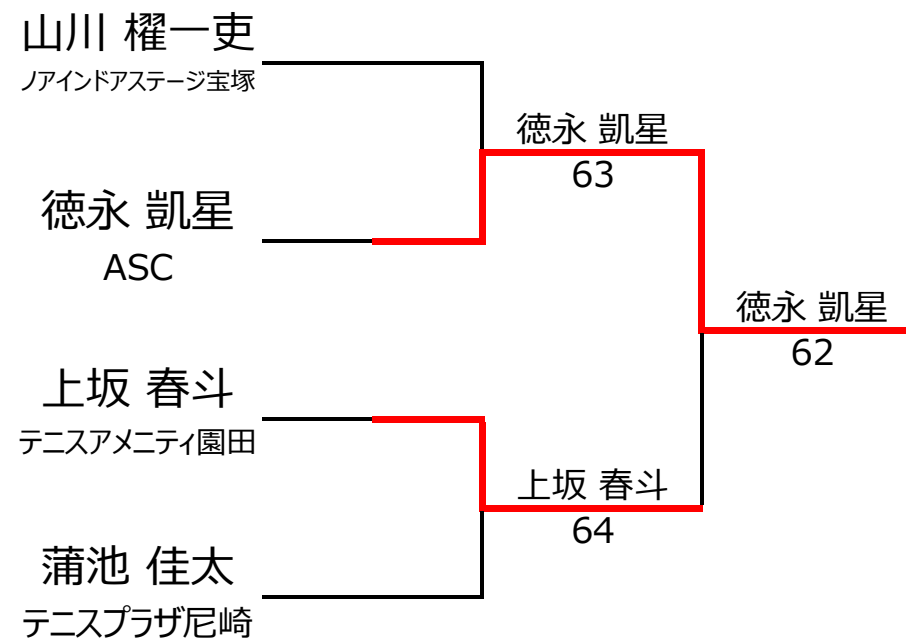 山川 櫂一吏
ノアインドアステージ宝塚
徳永 凱星
63
徳永 凱星
ASC
徳永 凱星
62
上坂 春斗
テニスアメニティ園田
上坂 春斗
64
蒲池 佳太
テニスプラザ尼崎